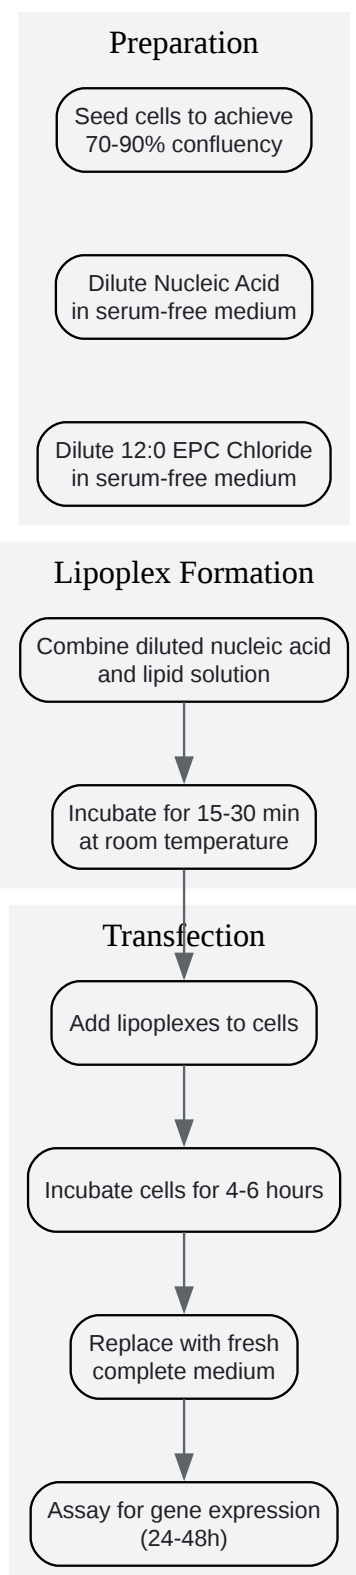 Preparation
Seed cells to achieve
70-90% confluency
Dilute Nucleic Acid
in serum-free medium
Dilute 12:0 EPC Chloride
in serum-free medium
Lipoplex Formation
Combine diluted nucleic acid
and lipid solution
Incubate for 15-30 min
at room temperature
Transfection
Add lipoplexes to cells
Incubate cells for 4-6 hours
Replace with fresh
complete medium
Assay for gene expression
(24-48h)